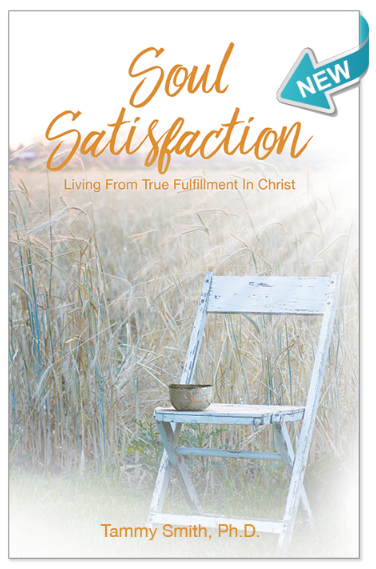 Soul
Satisfaction
Living From True Fulfillment In Christ
NEW
Tammy Smith, Ph.D.